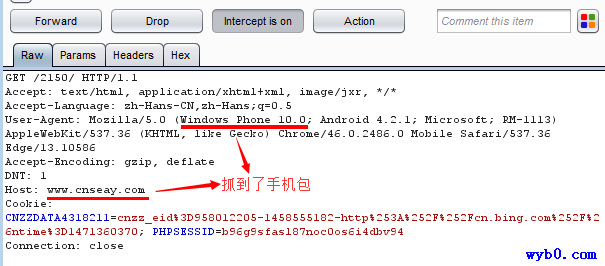 Forward Drop Intercept is on Action Comment this item
Raw Params Headers Hex
GET /2150/ HTTP/1.1
Accept: text/html, application/xhtml+xml, image/jxr, */*
Accept-Language: zh-Hans-CN,zh-Hans;q=0.5
User-Agent: Mozilla/5.0 (Windows Phone 10.0; Android 4.2.1; Microsoft; RM-1113)
AppleWebKit/537.36 (KHTML, like Gecko) Chrome/46.0.2486.0 Mobile Safari/537.36
Edge/13.10586
Accept-Encoding: gzip, deflate
DNT: 1
抓到了手机包
Host: www.cnseay.com
Cookie:
CNZZDATA4318211=cnzz_eid%3D958012205-1458555182-http%253A%252F%252Fcn.bing.com%252F%2
6ntime%3D1471360370; PHPSESSID=b96g9sfas187noc0os6i4dbv94
Connection: close
wyb0.com